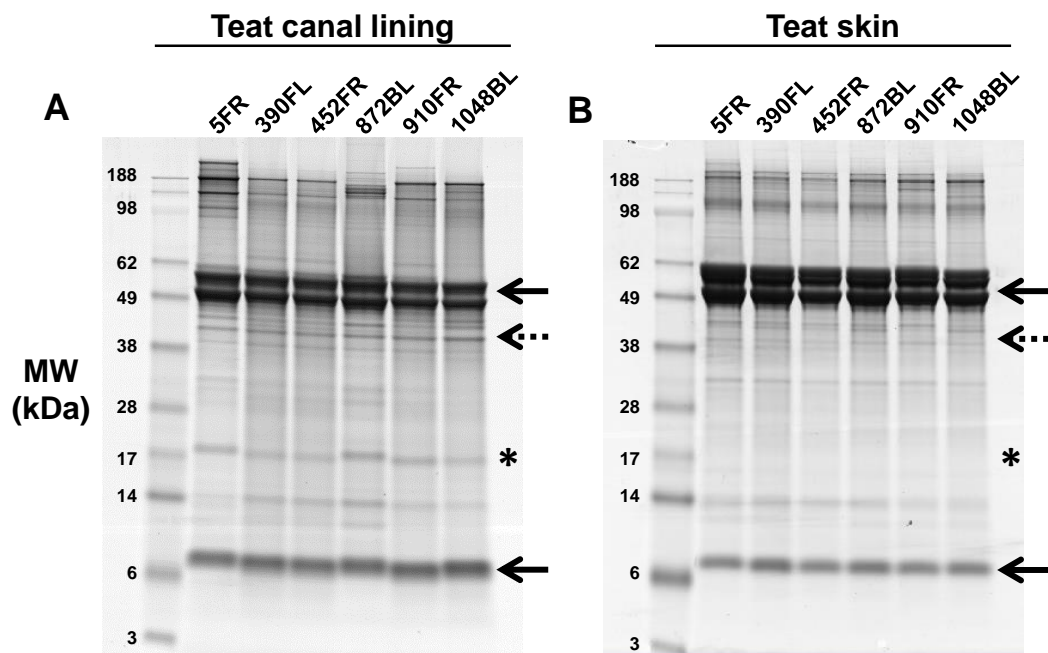 Teat canal lining
Teat skin
A
5FR 390FL 452FR 872BL 910FR 1048BL
B
5FR 390FL 452FR 872BL 910FR 1048BL
188
98
62
49
38
28
17
14
6
3
MW
(kDa)
*
188
98
62
49
38
28
17
14
6
3
*